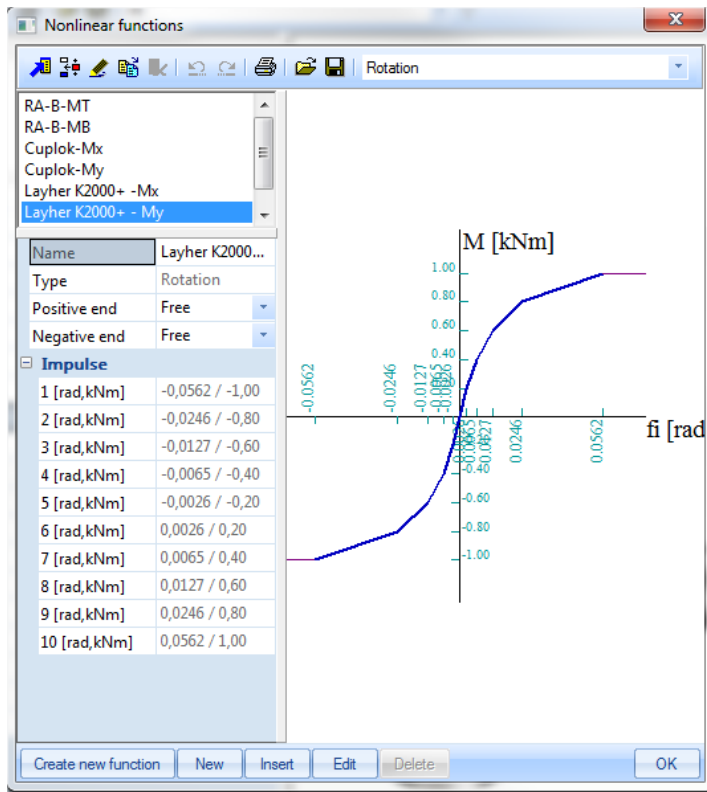 Nonlinear functions
Rotation
RA-B-MT
RA-B-MB
Cuplok-Mx
Cuplok-My
Layher K2000+ -Mx
Layher K2000+ - My
Name Layher K2000...
Type Rotation
Positive end Free
Negative end Free
Impulse
1 [rad,kNm] -0,0562 / -1,00
2 [rad,kNm] -0,0246 / -0,80
3 [rad,kNm] -0,0127 / -0,60
4 [rad,kNm] -0,0065 / -0,40
5 [rad,kNm] -0,0026 / -0,20
6 [rad,kNm] 0,0026 / 0,20
7 [rad,kNm] 0,0065 / 0,40
8 [rad,kNm] 0,0127 / 0,60
9 [rad,kNm] 0,0246 / 0,80
10 [rad,kNm] 0,0562 / 1,00
M [kNm]
1.00
0.80
0.60
0.40
-0.0562
-0.0246
-0.0127
-0.0065
-0.0026
0.0127
0.0246
0.0562
fi [rad
-0.40
-0.60
-0.80
-1.00
Create new function New Insert Edit Delete OK